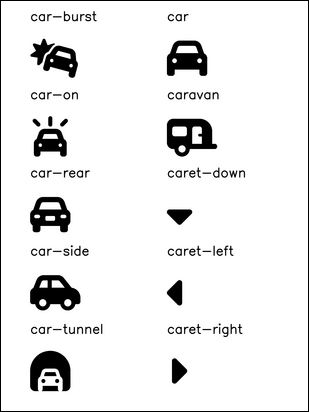 car-burst car
car-on caravan
car-rear caret-down
car-side caret-left
car-tunnel caret-right